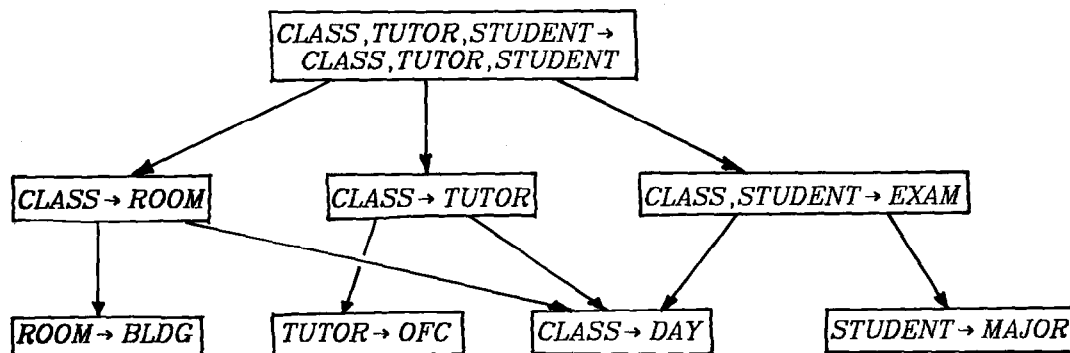 CLASS,TUTOR,STUDENT→
CLASS,TUTOR,STUDENT
CLASS→ROOM
CLASS→TUTOR
CLASS,STUDENT→EXAM
ROOM→BLDG
TUTOR→OFC
CLASS→DAY
STUDENT→MAJOR